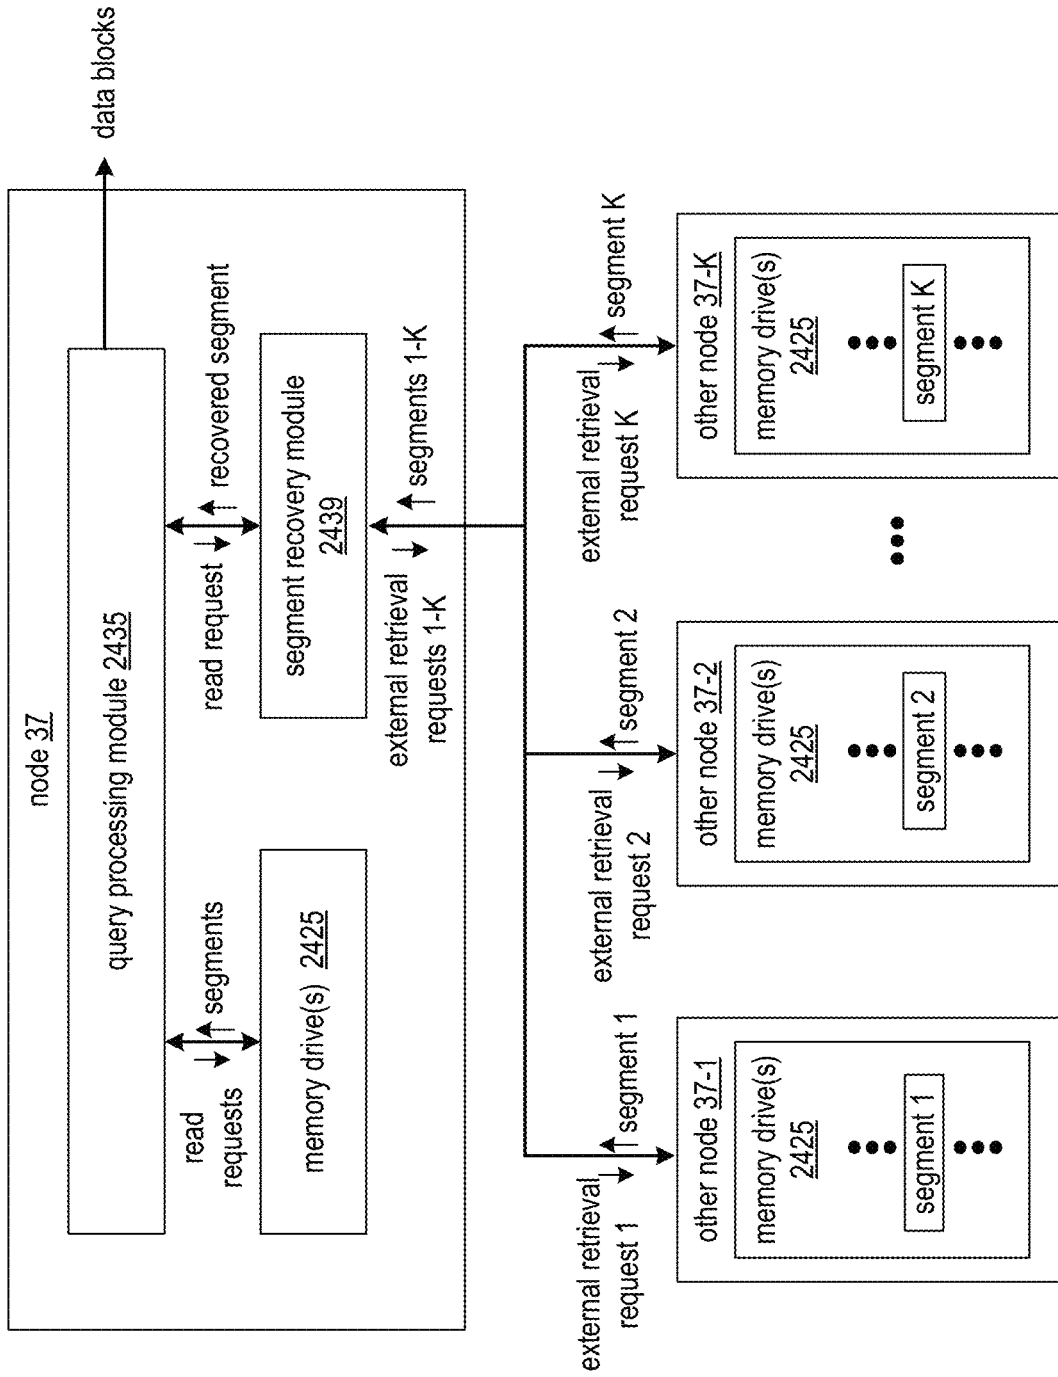 data blocks
node 37
query processing module 2435
read
requests
segments
read request
recovered segment
memory drive(s) 2425
segment recovery module
2439
external retrieval
requests 1-K
segments 1-K
external retrieval
request 1
segment 1
external retrieval
request 2
segment 2
external retrieval
request K
segment K
other node 37-1
memory drive(s)
2425
segment 1
other node 37-2
memory drive(s)
2425
segment 2
other node 37-K
memory drive(s)
2425
segment K